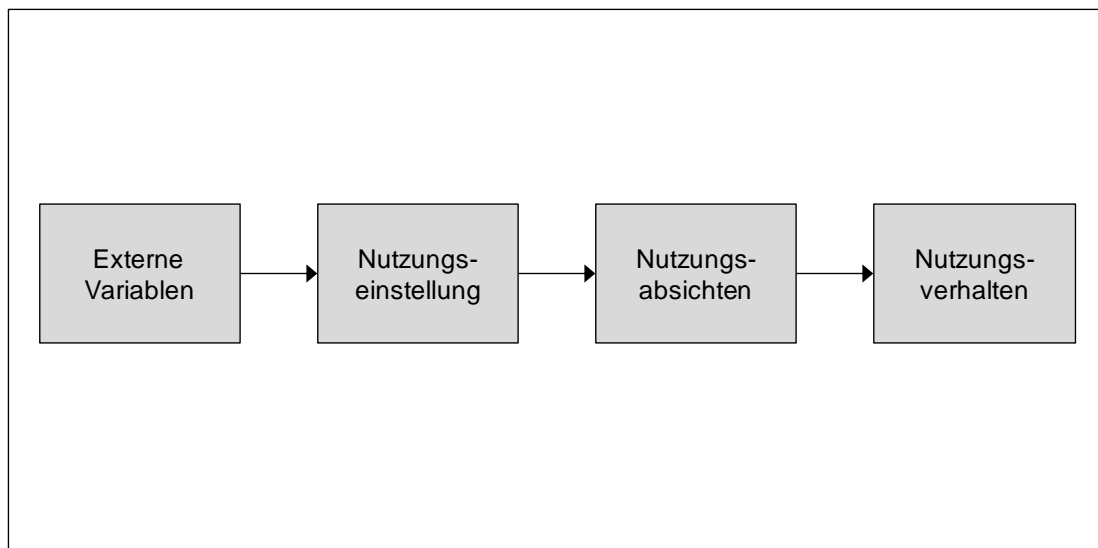 Externe
Variablen
Nutzungs-
einstellung
Nutzungs-
absichten
Nutzungs-
verhalten